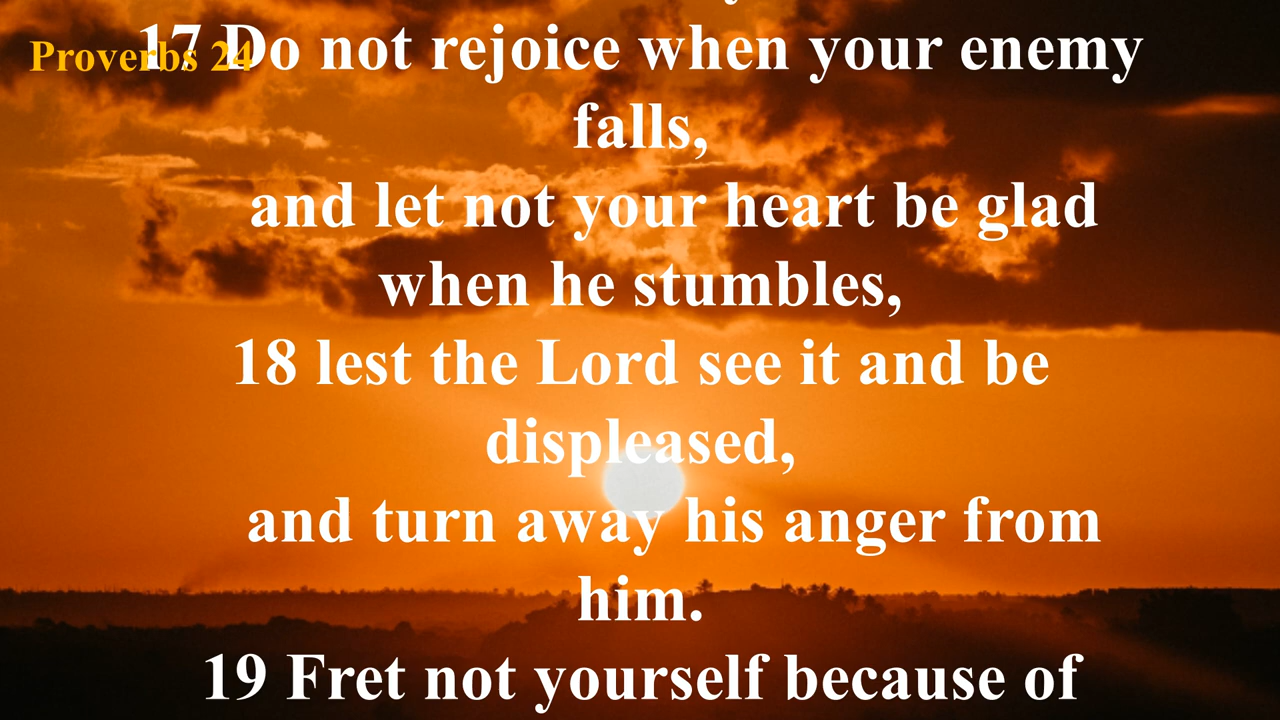 Proverbs 24
17 Do not rejoice when your enemy
falls,
and let not your heart be glad
when he stumbles,
18 lest the Lord see it and be
displeased,
and turn away his anger from
him.
19 Fret not yourself because of